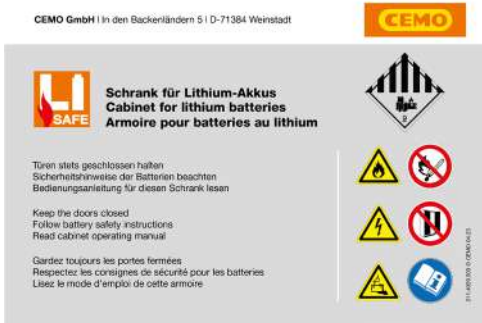 CEMO GmbH | In den Backenländern 5 | D-71384 Weinstadt
CEMO
LI
SAFE
Schrank für Lithium-Akkus
Cabinet for lithium batteries
Armoire pour batteries au lithium
9
Türen stets geschlossen halten
Sicherheitshinweise der Batterien beachten
Bedienungsanleitung für diesen Schrank lesen
Keep the doors closed
Follow battery safety instructions
Read cabinet operating manual
Gardez toujours les portes fermées
Respectez les consignes de sécurité pour les batteries
Lisez le mode d'emploi de cette armoire